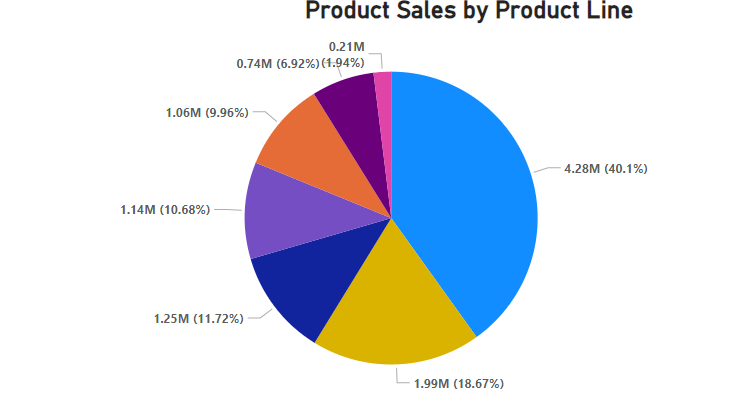 Product Sales by Product Line
0.21M
(1.94%)
0.74M (6.92%)
1.06M (9.96%)
4.28M (40.1%)
1.14M (10.68%)
1.25M (11.72%)
1.99M (18.67%)